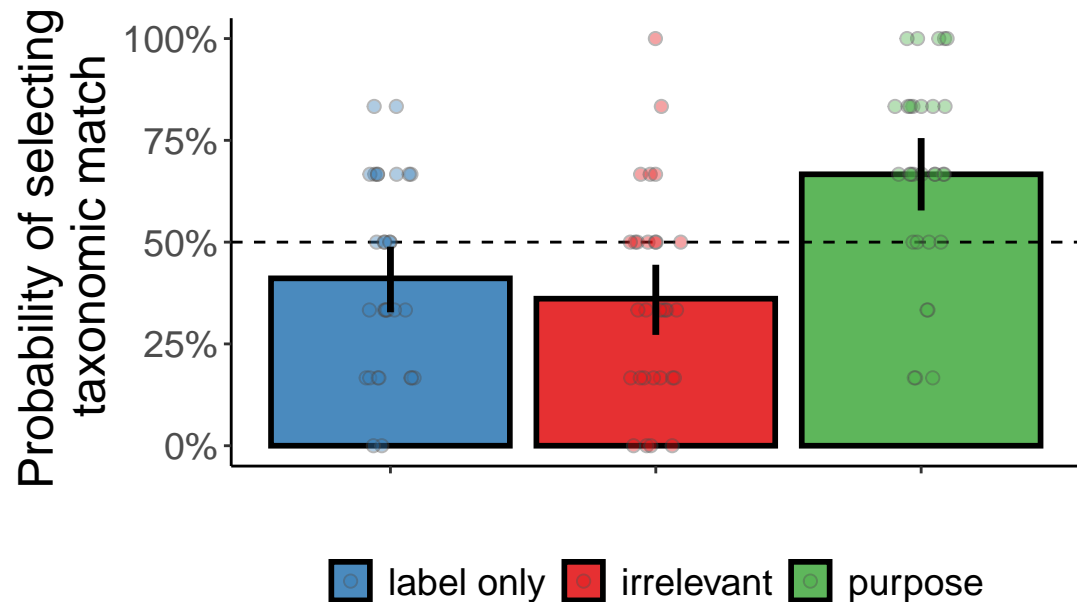 Probability of selecting
taxonomic match
100%
75%
50%
25%
0%
label only
irrelevant
purpose